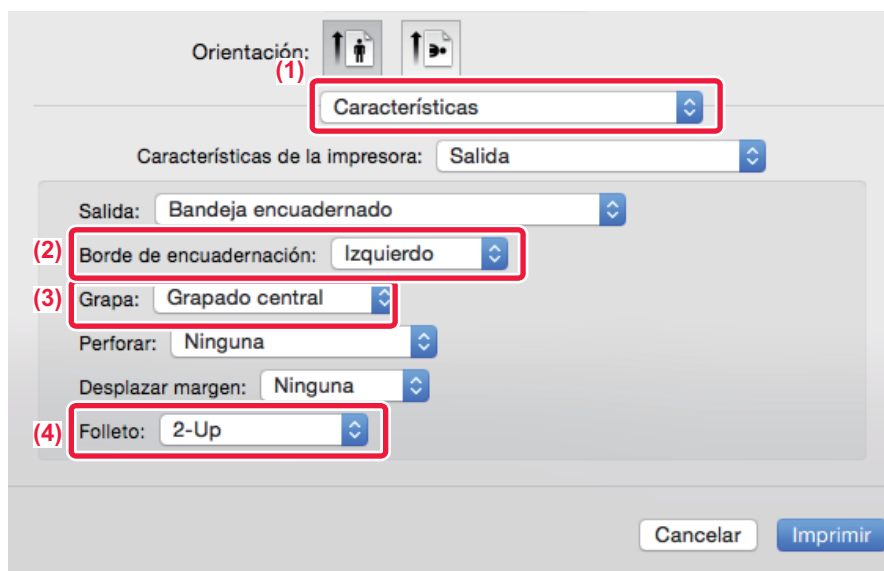 Orientación:
(1)
Características
Características de la impresora: Salida
Salida: Bandeja encuadernado
(2) Borde de encuadernación: Izquierdo
(3) Grapa: Grapado central
Perforar: Ninguna
Desplazar margen: Ninguna
(4) Folleto: 2-Up
Cancelar Imprimir